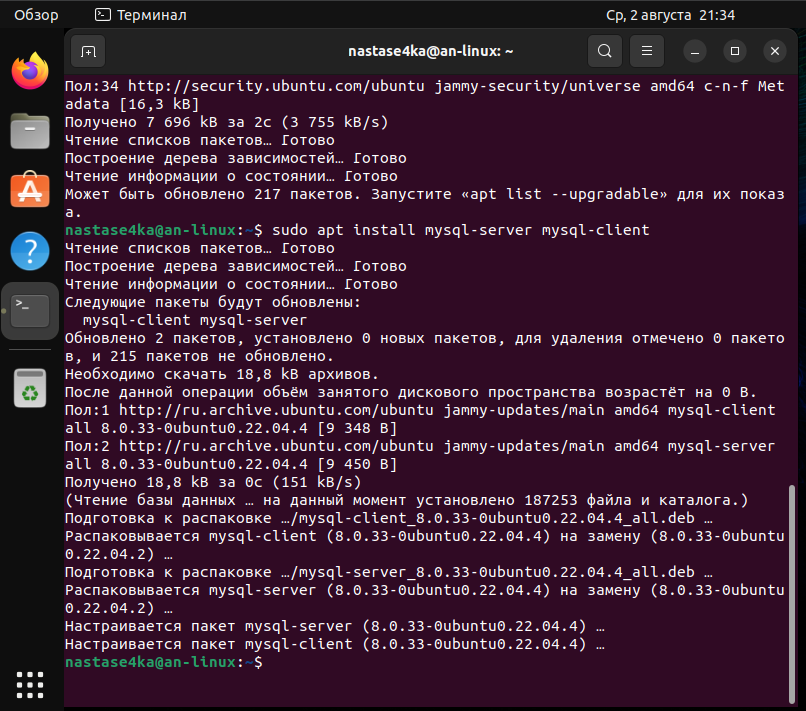 Обзор
Терминал
Ср, 2 августа 21:34
nastase4ka@an-linux: ~
Пол:34 http://security.ubuntu.com/ubuntu jammy-security/universe amd64 c-n-f Met
adata [16,3 kB]
Получено 7 696 kB за 2с (3 755 kB/s)
Чтение списков пакетов… Готово
Построение дерева зависимостей… Готово
Чтение информации о состоянии… Готово
Может быть обновлено 217 пакетов. Запустите «apt list --upgradable» для их показ
а.
nastase4ka@an-linux:~$ sudo apt install mysql-server mysql-client
Чтение списков пакетов… Готово
Построение дерева зависимостей… Готово
Чтение информации о состоянии… Готово
Следующие пакеты будут обновлены:
  mysql-client mysql-server
Обновлено 2 пакетов, установлено 0 новых пакетов, для удаления отмечено 0 пакето
в, и 215 пакетов не обновлено.
Необходимо скачать 18,8 kB архивов.
После данной операции объём занятого дискового пространства возрастёт на 0 B.
Пол:1 http://ru.archive.ubuntu.com/ubuntu jammy-updates/main amd64 mysql-client
all 8.0.33-0ubuntu0.22.04.4 [9 348 B]
Пол:2 http://ru.archive.ubuntu.com/ubuntu jammy-updates/main amd64 mysql-server
all 8.0.33-0ubuntu0.22.04.4 [9 450 B]
Получено 18,8 kB за 0с (151 kB/s)
(Чтение базы данных … на данный момент установлено 187253 файла и каталога.)
Подготовка к распаковке …/mysql-client_8.0.33-0ubuntu0.22.04.4_all.deb …
Распаковывается mysql-client (8.0.33-0ubuntu0.22.04.4) на замену (8.0.33-0ubuntu
0.22.04.2) …
Подготовка к распаковке …/mysql-server_8.0.33-0ubuntu0.22.04.4_all.deb …
Распаковывается mysql-server (8.0.33-0ubuntu0.22.04.4) на замену (8.0.33-0ubuntu
0.22.04.2) …
Настраивается пакет mysql-server (8.0.33-0ubuntu0.22.04.4) …
Настраивается пакет mysql-client (8.0.33-0ubuntu0.22.04.4) …
nastase4ka@an-linux:~$